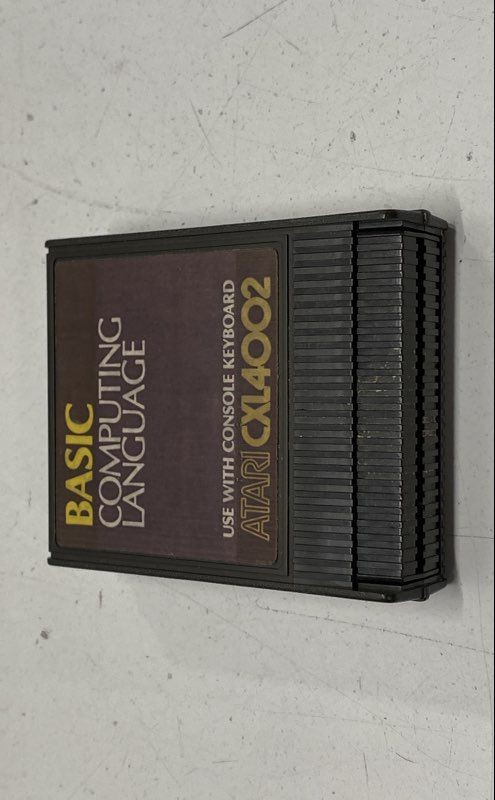 BASIC
COMPUTING
LANGUAGE
USE WITH CONSOLE KEYBOARD
ATARI CXL4002